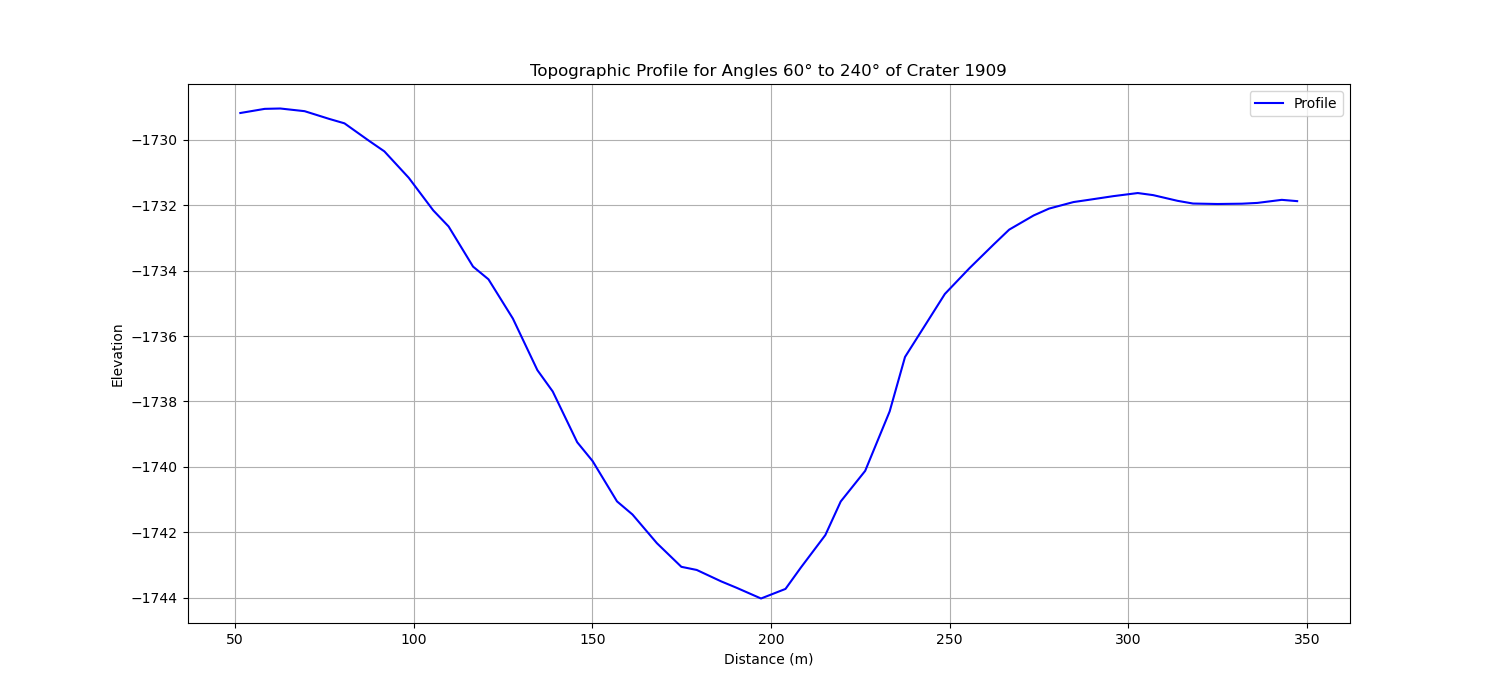 Topographic Profile for Angles 60° to 240° of Crater 1909
Profile
−1730
−1732
−1734
−1736
−1738
−1740
−1742
−1744
Elevation
50 100 150 200 250 300 350
Distance (m)